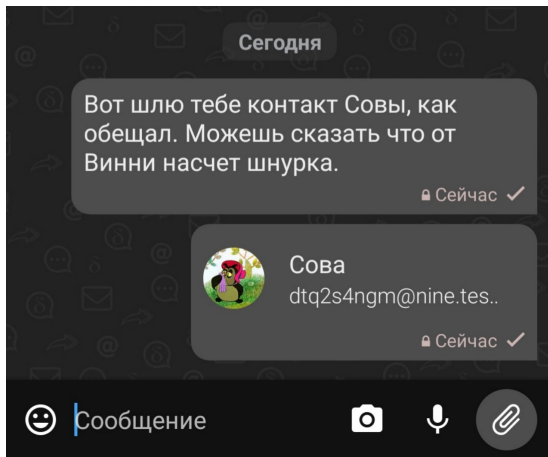 Сегодня
Вот шлю тебе контакт Совы, как
обещал. Можешь сказать что от
Винни насчет шнурка.
Сейчас
Сова
dtq2s4ngm@nine.tes..
Сейчас
Сообщение